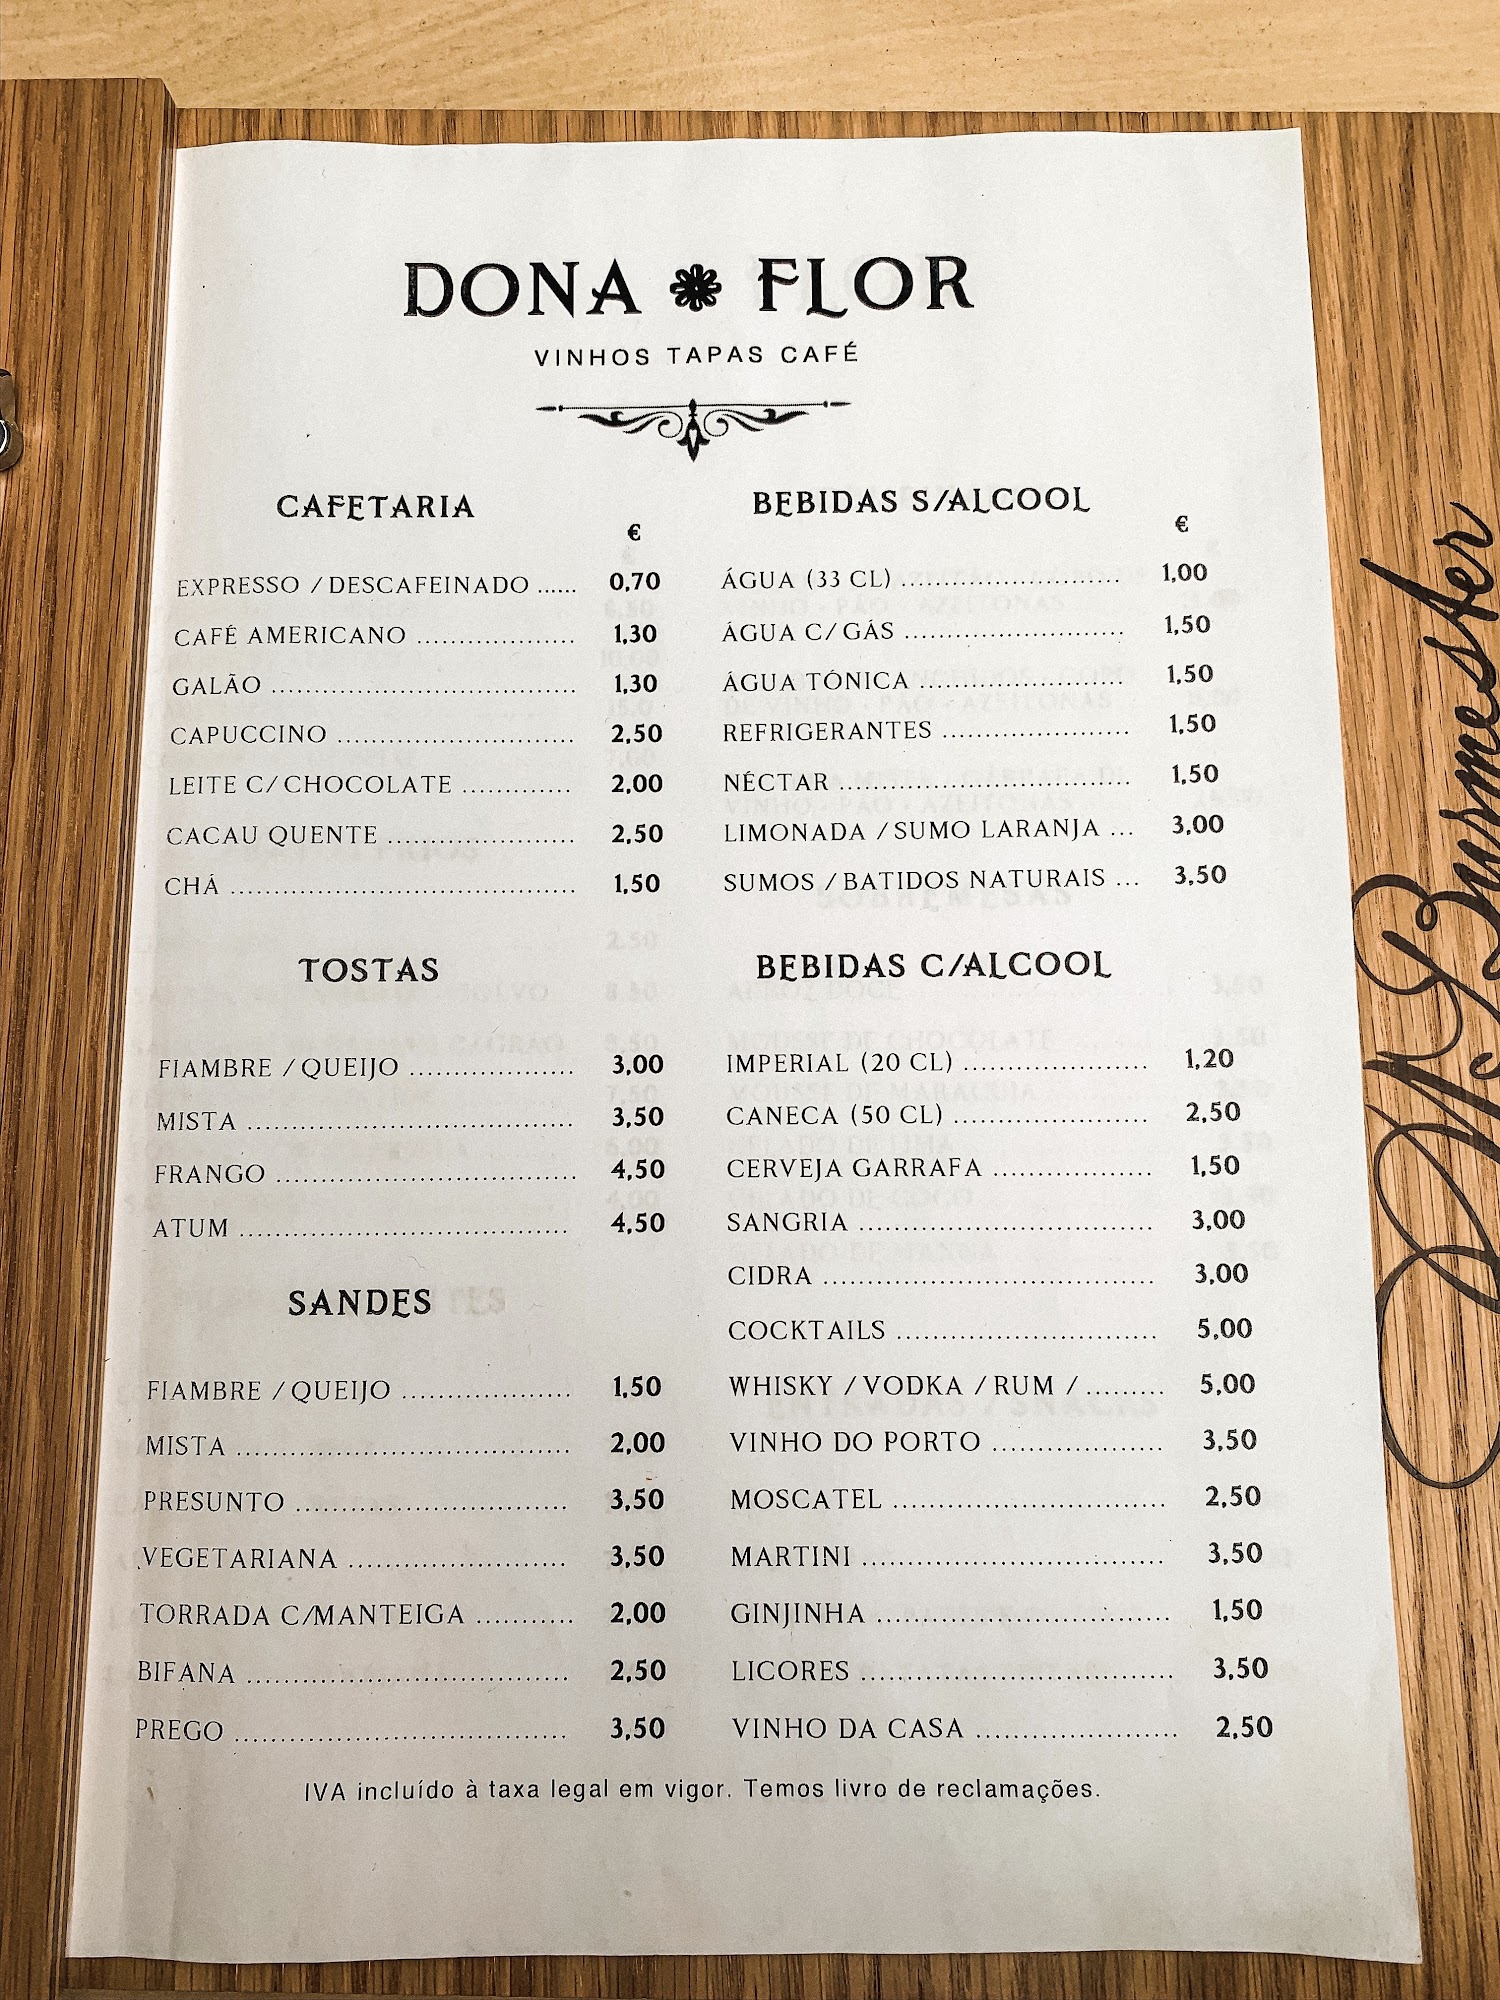 DONA FLOR
VINHOS TAPAS CAFÉ
CAFETARIA
€
EXPRESSO / DESCAFEINADO ...... 0,70
CAFÉ AMERICANO ................... 1,30
GALÃO .................................... 1,30
CAPUCCINO ............................ 2,50
LEITE C/ CHOCOLATE ............. 2,00
CACAU QUENTE ...................... 2,50
CHÁ ......................................... 1,50
TOSTAS
FIAMBRE / QUEIJO ................... 3,00
MISTA ...................................... 3,50
FRANGO ................................... 4,50
ATUM ....................................... 4,50
SANDES
FIAMBRE / QUEIJO ................... 1,50
MISTA ...................................... 2,00
PRESUNTO ............................... 3,50
VEGETARIANA ......................... 3,50
TORRADA C/MANTEIGA ........... 2,00
BIFANA ..................................... 2,50
PREGO ...................................... 3,50
BEBIDAS S/ALCOOL
€
ÁGUA (33 CL) .......................... 1,00
ÁGUA C/ GÁS .......................... 1,50
ÁGUA TÓNICA ........................ 1,50
REFRIGERANTES ...................... 1,50
NÉCTAR .................................. 1,50
LIMONADA / SUMO LARANJA ... 3,00
SUMOS / BATIDOS NATURAIS ... 3,50
BEBIDAS C/ALCOOL
IMPERIAL (20 CL) ..................... 1,20
CANECA (50 CL) ...................... 2,50
CERVEJA GARRAFA .................. 1,50
SANGRIA ................................. 3,00
CIDRA ..................................... 3,00
COCKTAILS .............................. 5,00
WHISKY / VODKA / RUM / ......... 5,00
VINHO DO PORTO .................... 3,50
MOSCATEL ............................... 2,50
MARTINI .................................. 3,50
GINJINHA ................................ 1,50
LICORES ................................... 3,50
VINHO DA CASA ....................... 2,50
IVA incluído à taxa legal em vigor. Temos livro de reclamações.
Burmester